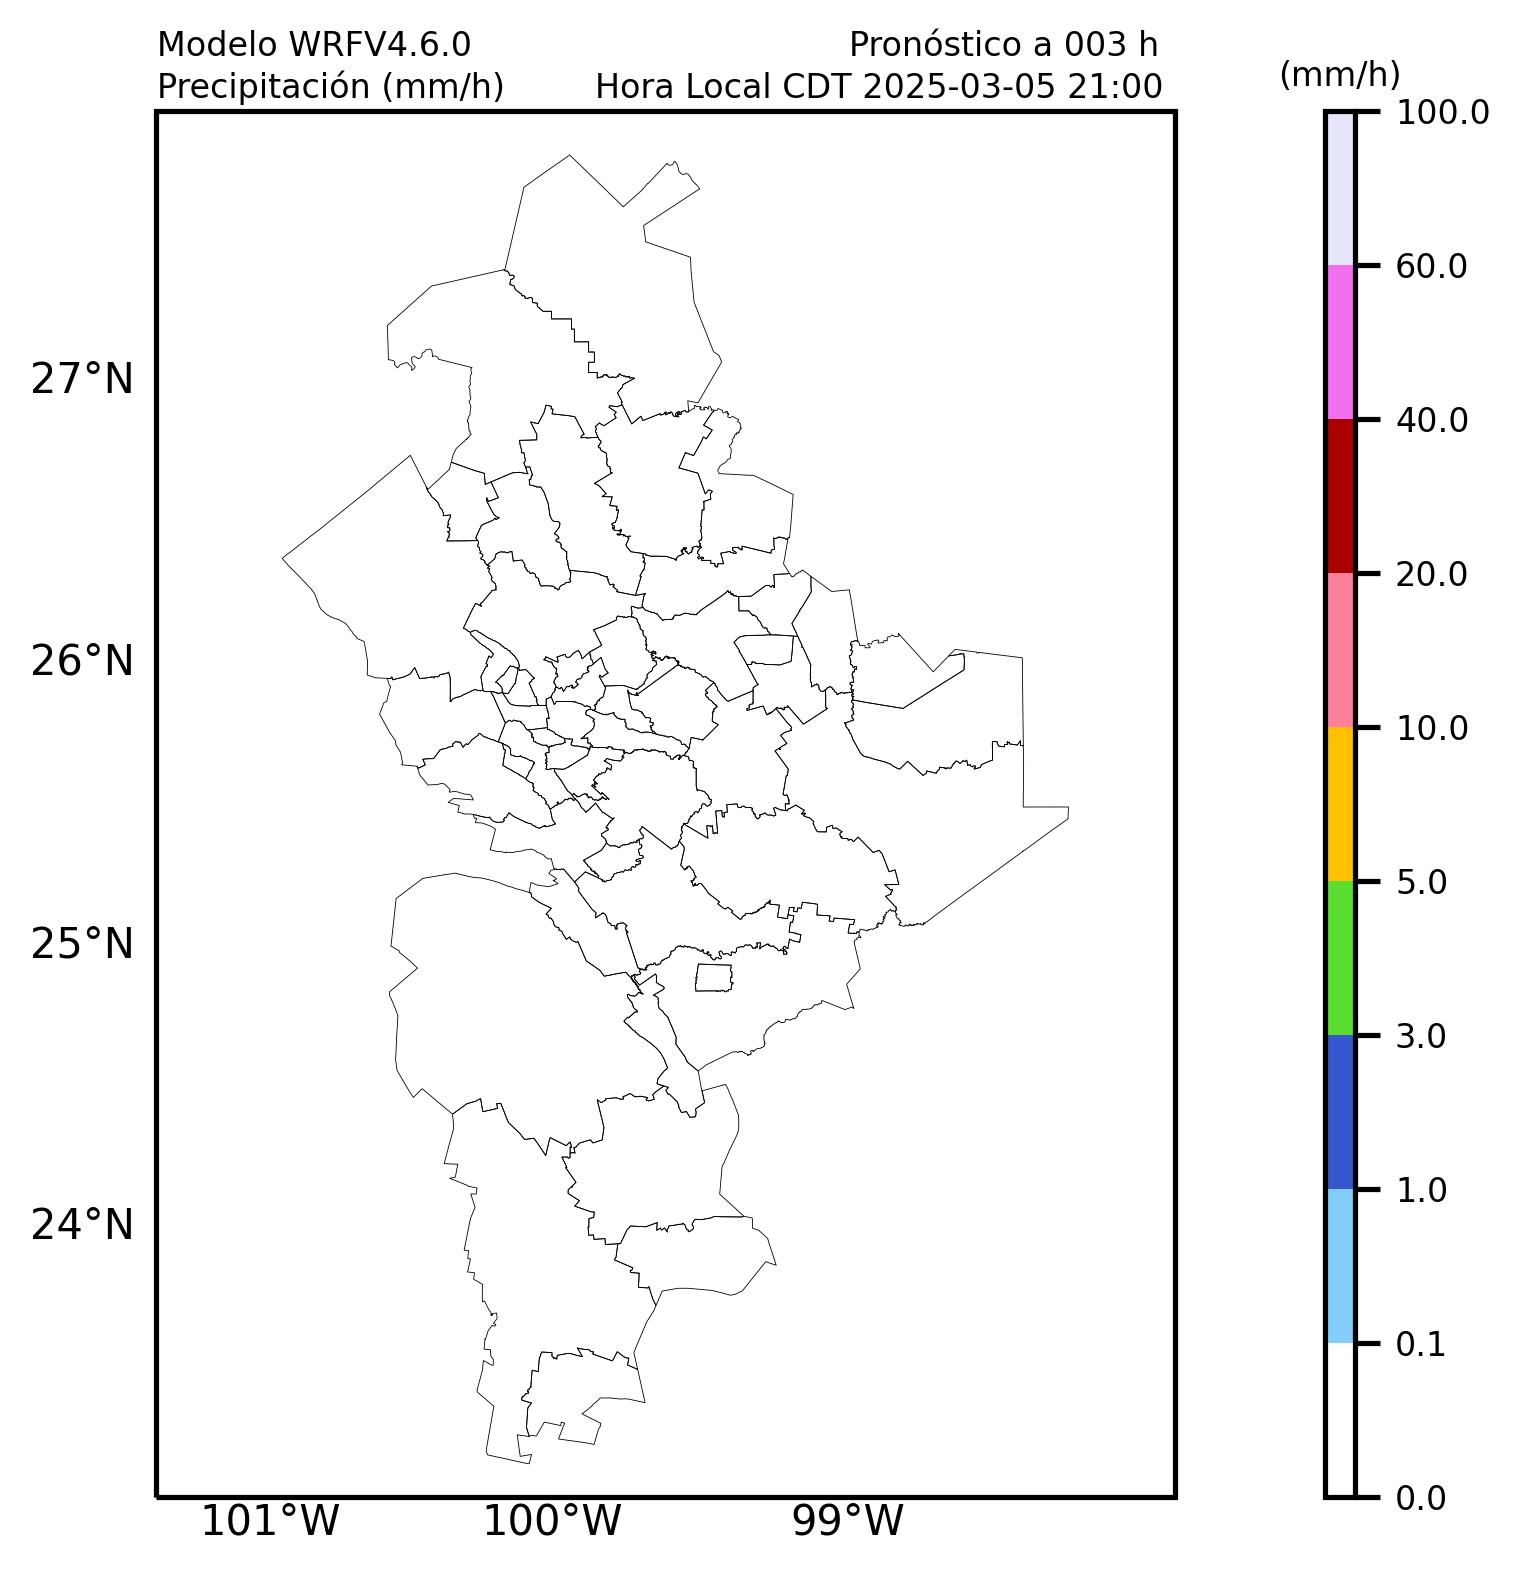 Modelo WRFV4.6.0
Pronóstico a 003 h
Precipitación (mm/h)
Hora Local CDT 2025-03-05 21:00
(mm/h)
100.0
60.0
40.0
20.0
10.0
5.0
3.0
1.0
0.1
0.0
27°N
26°N
25°N
24°N
101°W
100°W
99°W